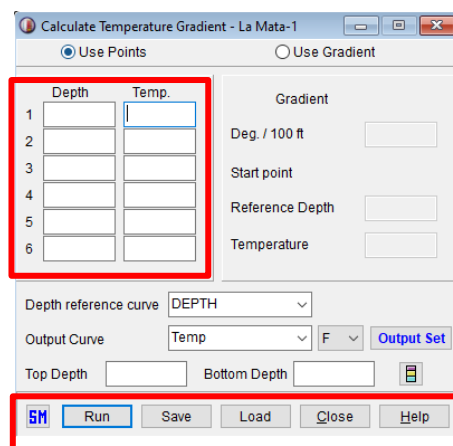 Calculate Temperature Gradient - La Mata-1
Use Points Use Gradient
Depth Temp. Gradient
1
2 Deg. / 100 ft
3 Start point
4
5 Reference Depth
6 Temperature
Depth reference curve DEPTH
Output Curve Temp F Output Set
Top Depth Bottom Depth
SM Run Save Load Close Help